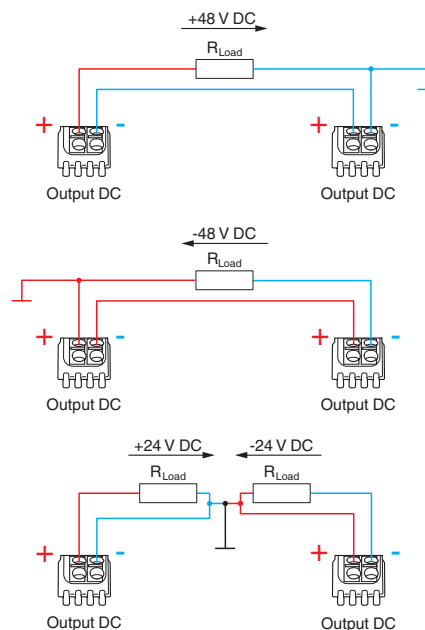 +48 V DC
RLoad
+ - + -
Output DC Output DC
-48 V DC
RLoad
+ - + -
Output DC Output DC
+24 V DC -24 V DC
RLoad RLoad
+ - + -
Output DC Output DC